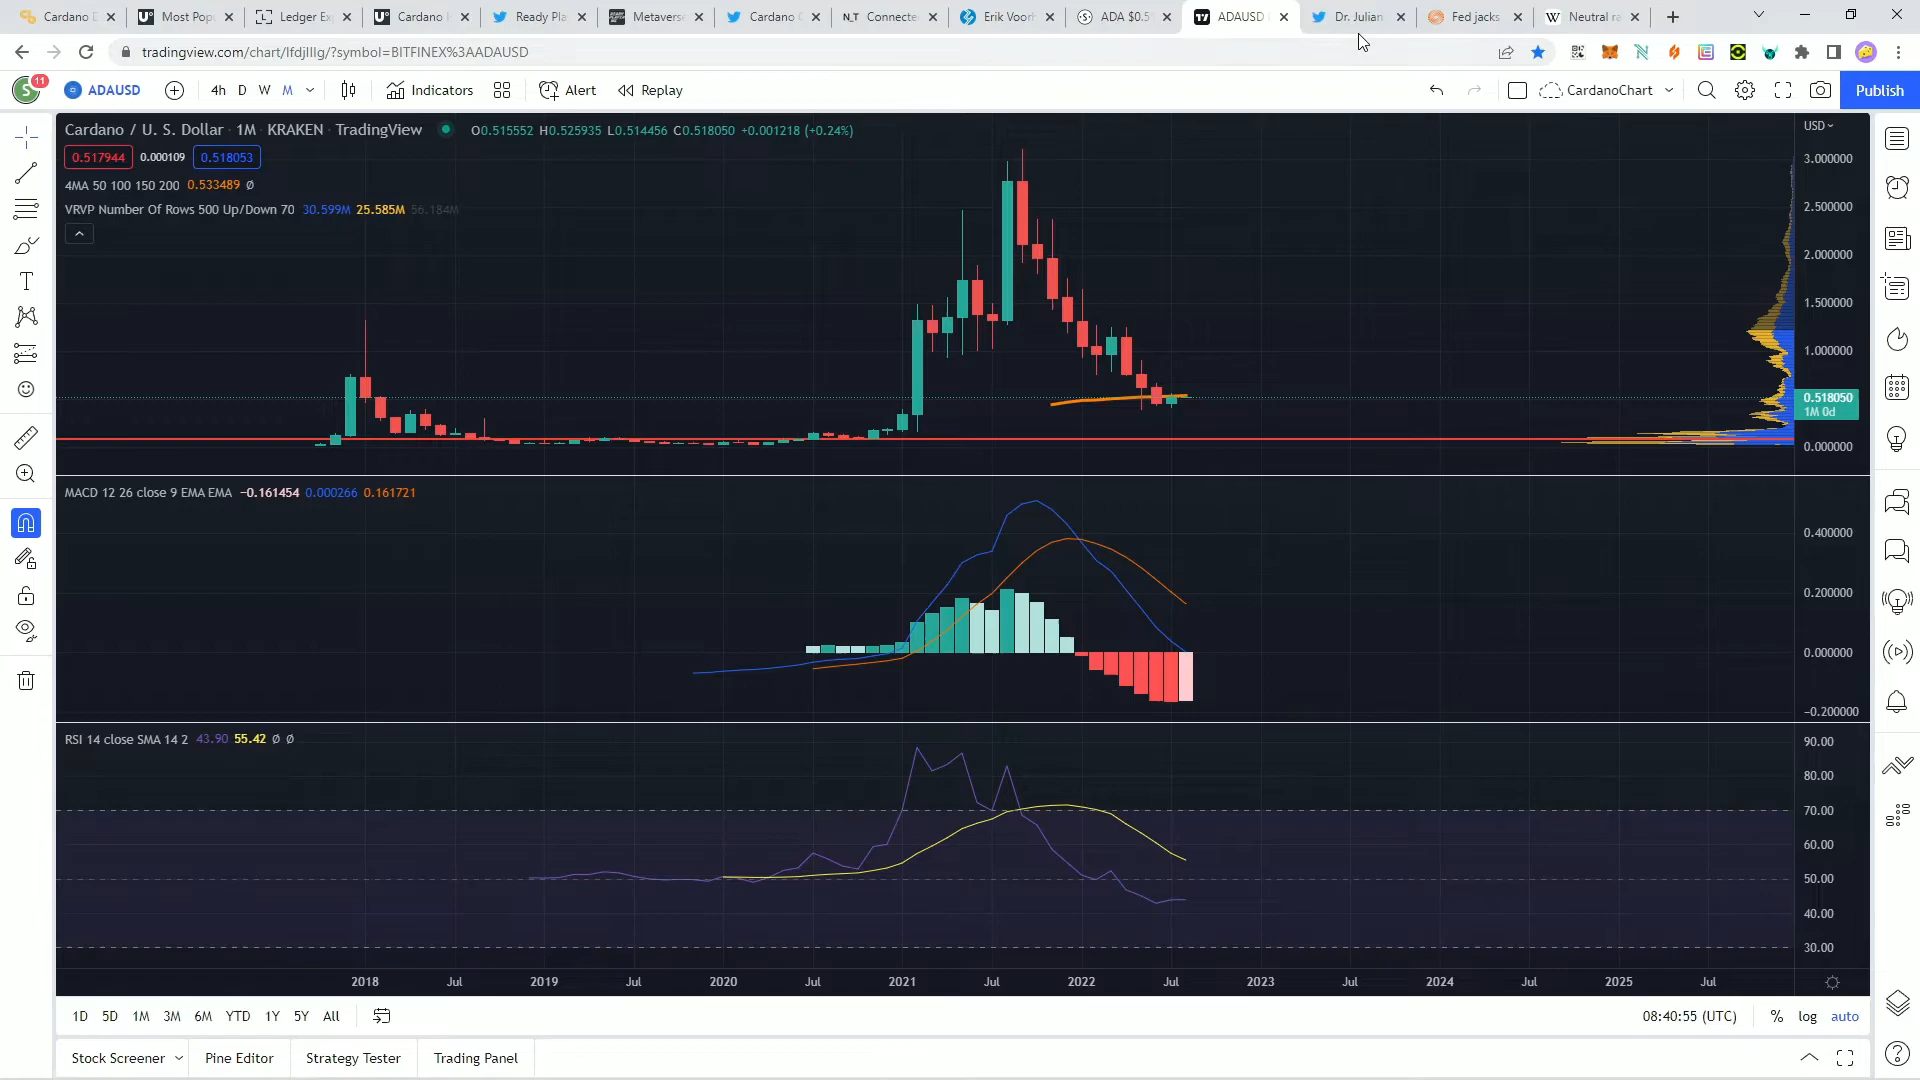 Cardano D
Most Pop
Ledger Ex
Cardano
Ready Pla
Metaverse
Cardano C
Connecte
Erik Voorh
ADA $0.5
ADAUSD
Dr. Julian
Fed jacks
Neutral ra
tradingview.com/chart/lfdjlIlg/?symbol=BITFINEX%3AADAUSD
S 11
ADAUSD
4h D W M
Indicators
Alert
Replay
CardanoChart
Publish
Cardano / U. S. Dollar · 1M · KRAKEN · TradingView
O0.515552 H0.525935 L0.514456 C0.518050 +0.001218 (+0.24%)
USD
0.517944 0.000109 0.518053
4MA 50 100 150 200 0.533489 Ø
VRVP Number Of Rows 500 Up/Down 70 30.599M 25.585M 56.184M
3.000000
2.500000
2.000000
1.500000
1.000000
0.518050
1M 0d
0.000000
MACD 12 26 close 9 EMA EMA −0.161454 0.000266 0.161721
0.400000
0.200000
0.000000
−0.200000
RSI 14 close SMA 14 2 43.90 55.42 Ø Ø
90.00
80.00
70.00
60.00
50.00
40.00
30.00
2018 Jul 2019 Jul 2020 Jul 2021 Jul 2022 Jul 2023 Jul 2024 Jul 2025 Jul
1D 5D 1M 3M 6M YTD 1Y 5Y All
08:40:55 (UTC) % log auto
Stock Screener Pine Editor Strategy Tester Trading Panel